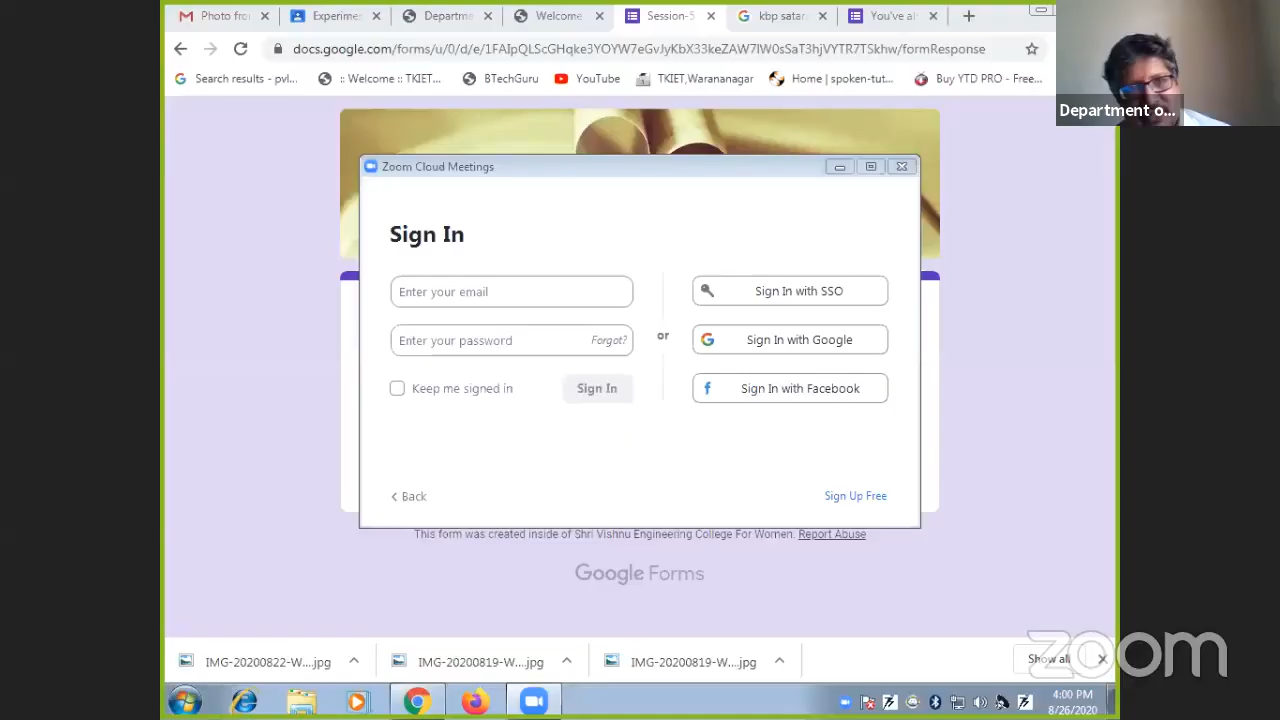 Photo from
Experimen
Departme
Welcome
Session-5
kbp satara
You've al
docs.google.com/forms/u/0/d/e/1FAIpQLScGHqke3YOYW7eGvJyKbX33keZAW7IW0sSaT3hjVYTR7TSkhw/formResponse
Search results - pvl...
:: Welcome :: TKIET...
BTechGuru
YouTube
TKIET,Warananagar
Home | spoken-tut...
Buy YTD PRO - Free...
Department o...
Zoom Cloud Meetings
Sign In
Enter your email
Sign In with SSO
Enter your password
Forgot?
or
Sign In with Google
Keep me signed in
Sign In
Sign In with Facebook
< Back
Sign Up Free
This form was created inside of Shri Vishnu Engineering College For Women. Report Abuse
Google Forms
IMG-20200822-W....jpg
IMG-20200819-W....jpg
IMG-20200819-W....jpg
Show all
zoom
4:00 PM
8/26/2020